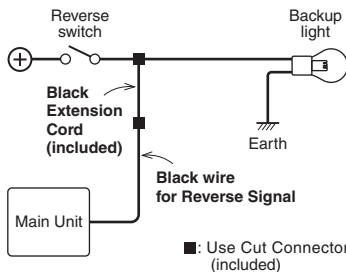 Reverse
switch
Backup
light
Black
Extension
Cord
(included)
Earth
Black wire
for Reverse Signal
Main Unit
■: Use Cut Connector
(included)